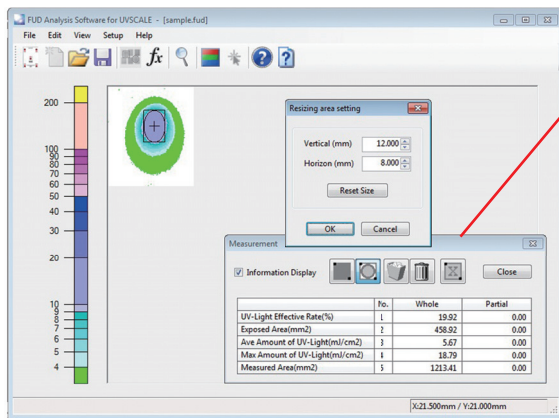 FUD Analysis Software for UVSCALE - [sample.fud]
File Edit View Setup Help
fx
200
100
90
80
70
60
50
40
30
20
10
9
8
7
6
5
4
Resizing area setting
Vertical (mm) 12.000
Horizon (mm) 8.000
Reset Size
OK Cancel
Measurement
Information Display Close
No. Whole Partial
UV-Light Effective Rate(%) 1 19.92 0.00
Exposed Area(mm2) 2 458.92 0.00
Ave Amount of UV-Light(mJ/cm2) 3 5.67 0.00
Max Amount of UV-Light(mJ/cm2) 4 18.79 0.00
Measured Area(mm2) 5 1213.41 0.00
X:21.500mm / Y:21.000mm